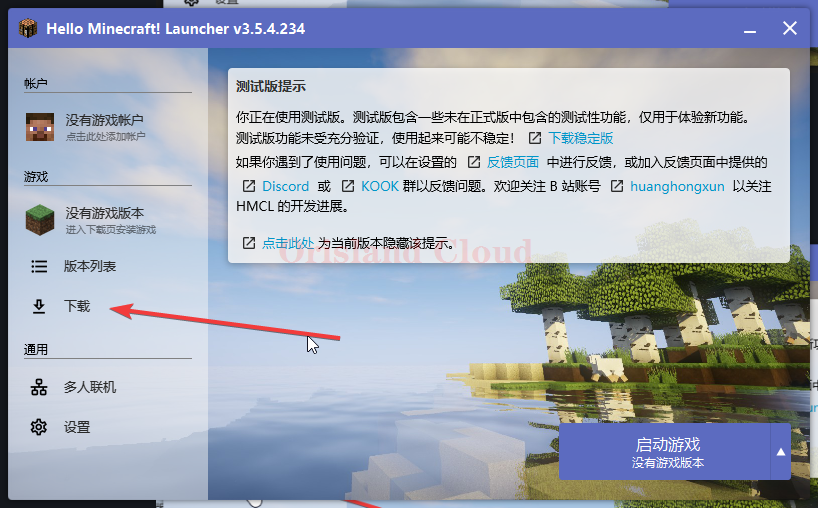 设置
Hello Minecraft! Launcher v3.5.4.234
帐户
没有游戏帐户
点击此处添加帐户
游戏
没有游戏版本
进入下载页安装游戏
版本列表
下载
通用
多人联机
设置
测试版提示
你正在使用测试版。测试版包含一些未在正式版中包含的测试性功能，仅用于体验新功能。
测试版功能未受充分验证，使用起来可能不稳定！ 下载稳定版
如果你遇到了使用问题，可以在设置的 反馈页面 中进行反馈，或加入反馈页面中提供的
Discord 或 KOOK 群以反馈问题。欢迎关注 B 站账号 huanghongxun 以关注
HMCL 的开发进展。
点击此处 为当前版本隐藏该提示。
Orisland Cloud
启动游戏
没有游戏版本